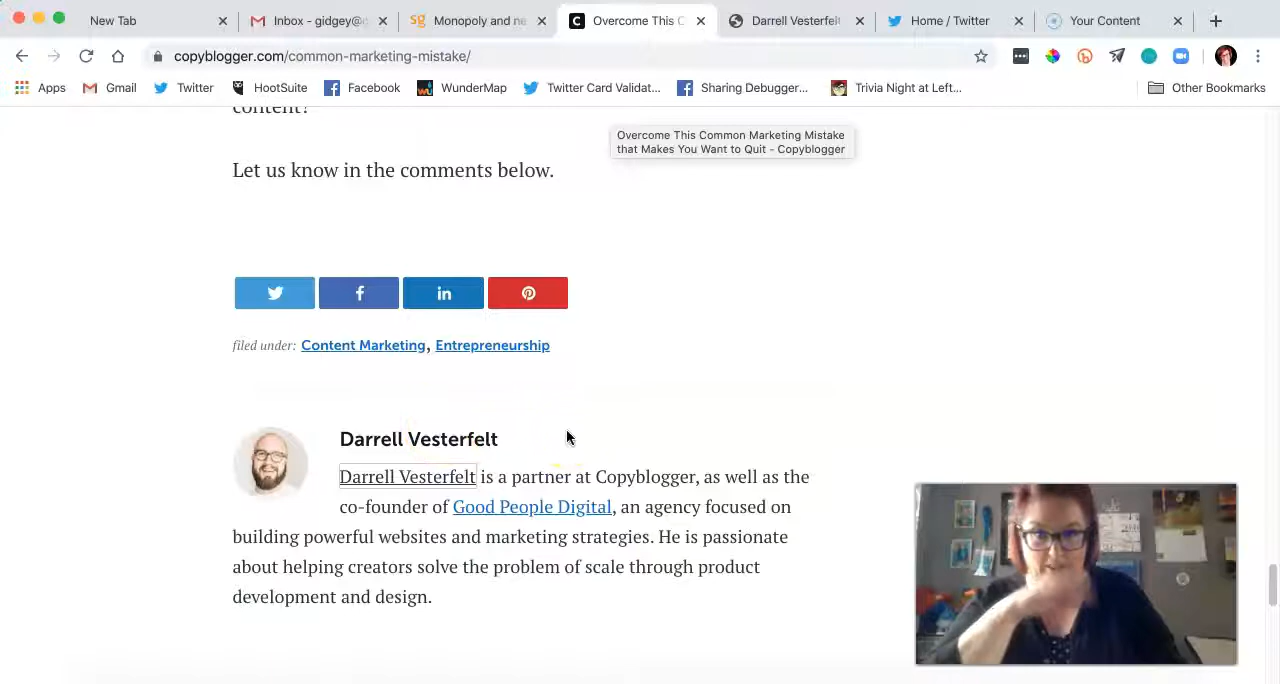 New Tab
Inbox - gidgey@
Monopoly and ne
Overcome This C
Darrell Vesterfel
Home / Twitter
Your Content
copyblogger.com/common-marketing-mistake/
Apps
Gmail
Twitter
HootSuite
Facebook
WunderMap
Twitter Card Validat...
Sharing Debugger...
Trivia Night at Left...
Other Bookmarks
content?
Overcome This Common Marketing Mistake
that Makes You Want to Quit - Copyblogger
Let us know in the comments below.
filed under: Content Marketing, Entrepreneurship
Darrell Vesterfelt
Darrell Vesterfelt is a partner at Copyblogger, as well as the
co-founder of Good People Digital, an agency focused on
building powerful websites and marketing strategies. He is passionate
about helping creators solve the problem of scale through product
development and design.